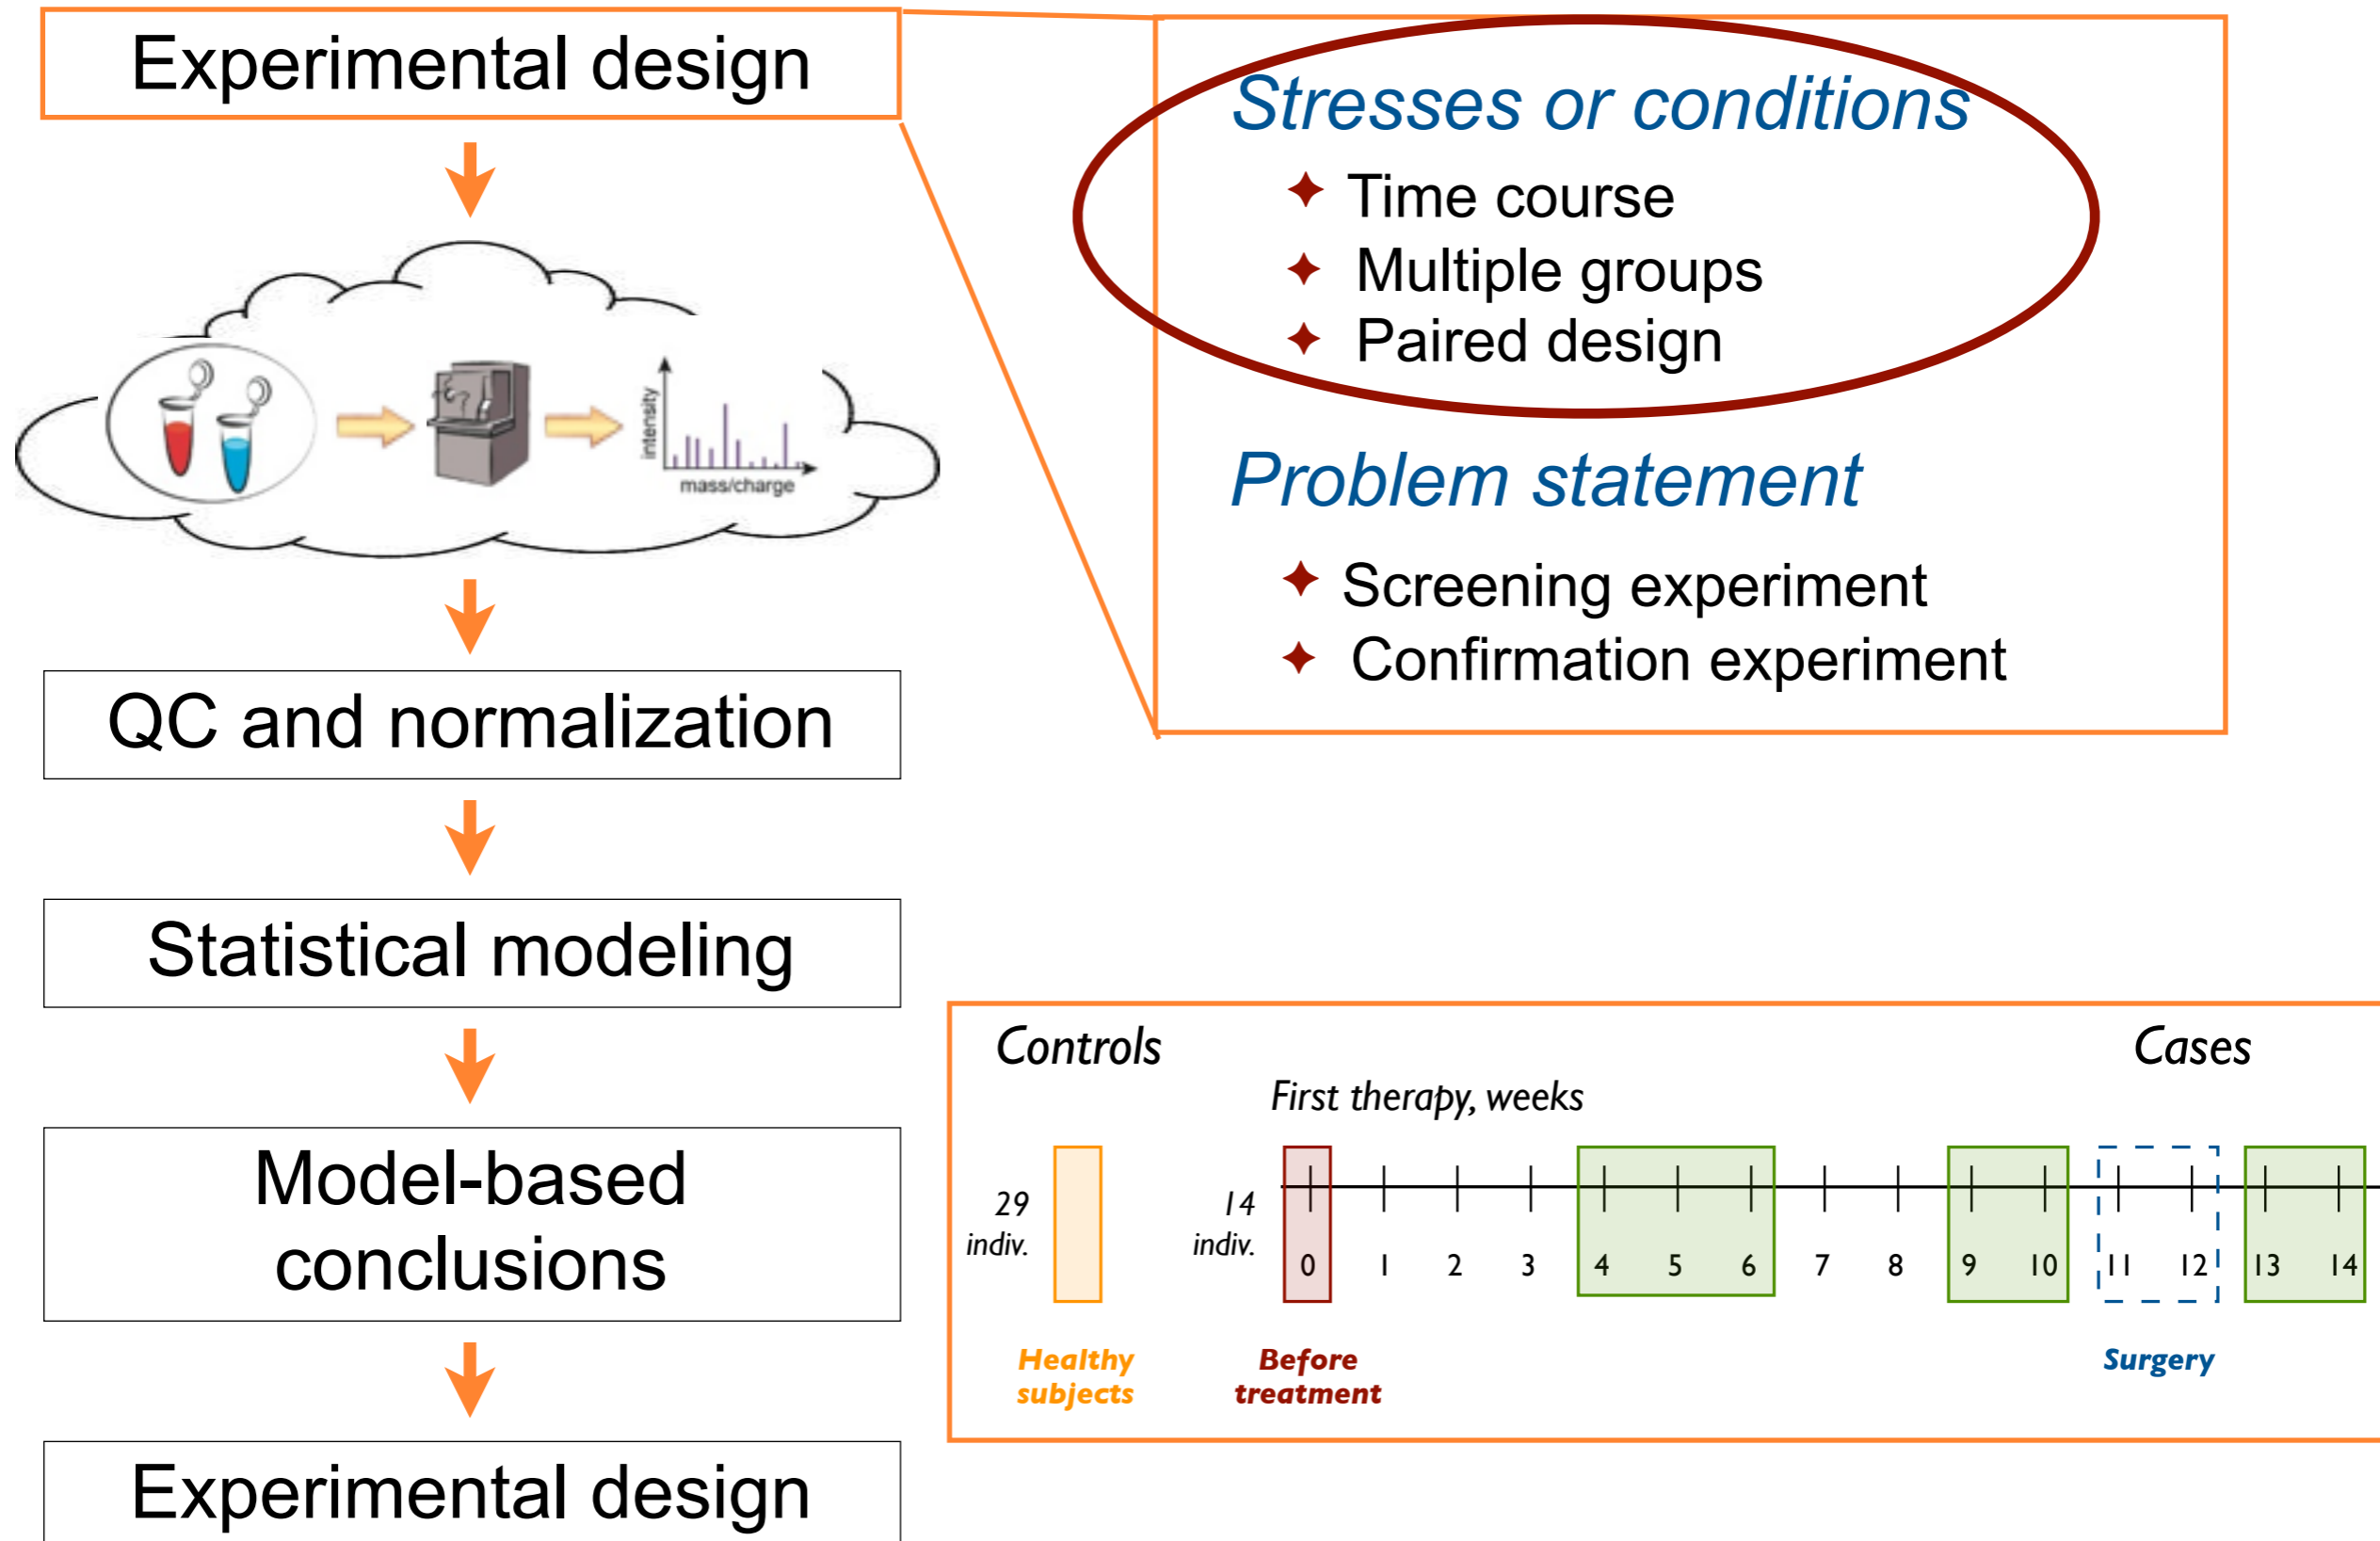 Experimental design
intensity
mass/charge
QC and normalization
Statistical modeling
Model-based
conclusions
Experimental design
Stresses or conditions
Time course
Multiple groups
Paired design
Problem statement
Screening experiment
Confirmation experiment
Controls
Cases
First therapy, weeks
29
indiv.
14
indiv.
0 1 2 3 4 5 6 7 8 9 10 11 12 13 14
Healthy
subjects
Before
treatment
Surgery